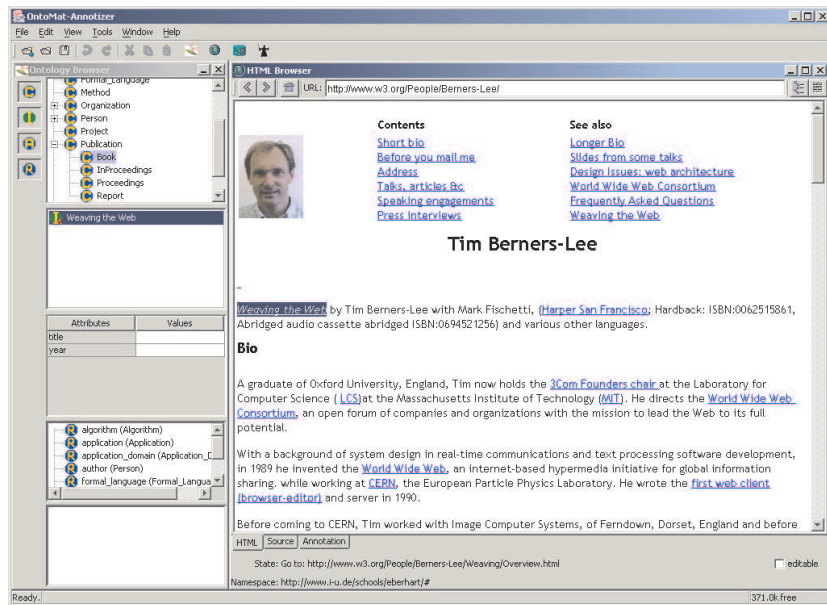 OntoMat-Annotizer
File Edit View Tools Window Help
Ontology Browser
Formal_Language
Method
Organization
Person
Project
Publication
Book
InProceedings
Proceedings
Report
Weaving the Web
Attributes Values
title
year
algorithm (Algorithm)
application (Application)
application_domain (Application_D
author (Person)
formal_language (Formal_Langua
HTML Browser
URL: http://www.w3.org/People/Berners-Lee/
Contents See also
Short bio Longer Bio
Before you mail me Slides from some talks
Address Design Issues: web architecture
Talks, articles &c World Wide Web Consortium
Speaking engagements Frequently Asked Questions
Press interviews Weaving the Web
Tim Berners-Lee
Weaving the Web by Tim Berners-Lee with Mark Fischetti, (Harper San Francisco; Hardback: ISBN:0062515861,
Abridged audio cassette abridged ISBN:0694521256) and various other languages.
Bio
A graduate of Oxford University, England, Tim now holds the 3Com Founders chair at the Laboratory for
Computer Science ( LCS)at the Massachusetts Institute of Technology (MIT). He directs the World Wide Web
Consortium, an open forum of companies and organizations with the mission to lead the Web to its full
potential.
With a background of system design in real-time communications and text processing software development,
in 1989 he invented the World Wide Web, an internet-based hypermedia initiative for global information
sharing. while working at CERN, the European Particle Physics Laboratory. He wrote the first web client
(browser-editor) and server in 1990.
Before coming to CERN, Tim worked with Image Computer Systems, of Ferndown, Dorset, England and before
HTML Source Annotation
State: Go to: http://www.w3.org/People/Berners-Lee/Weaving/Overview.html editable
Namespace: http://www.i-u.de/schools/eberhart/#
Ready. 371.0k free